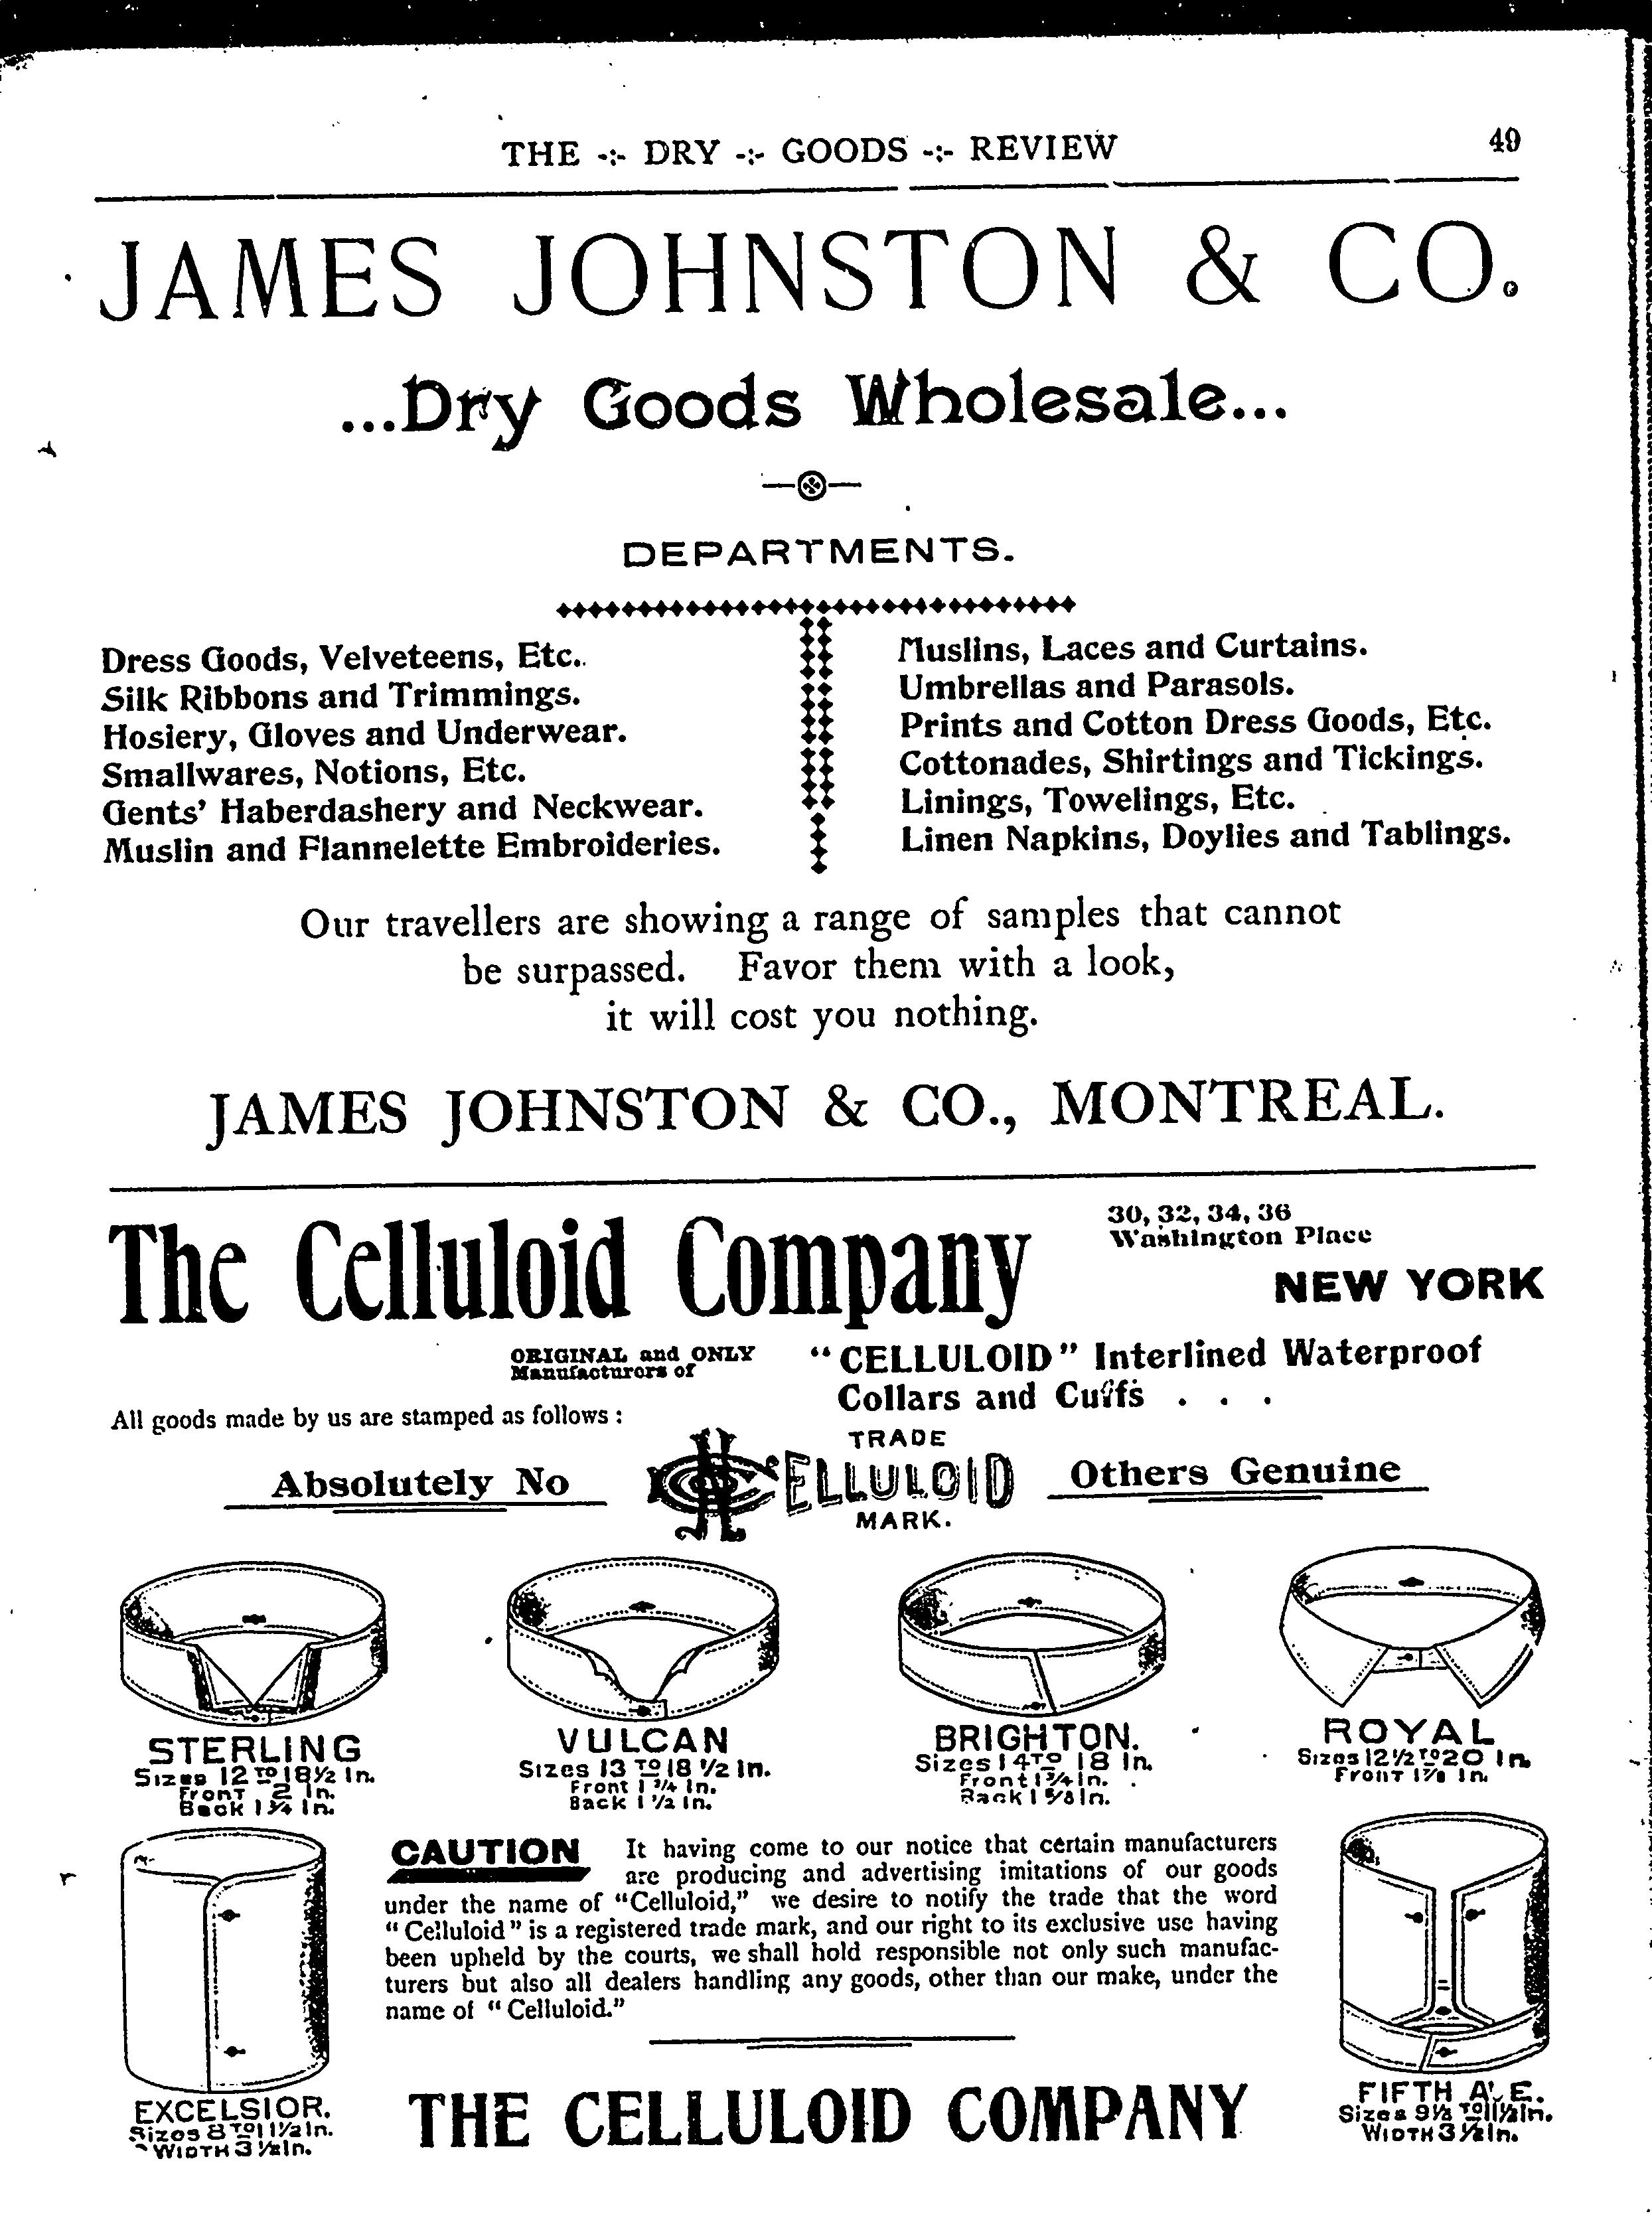 THE -:- DRY -:- GOODS -:- REVIEW 49
JAMES JOHNSTON & CO.
...Dry Goods Wholesale...
DEPARTMENTS.
Dress Goods, Velveteens, Etc.
Silk Ribbons and Trimmings.
Hosiery, Gloves and Underwear.
Smallwares, Notions, Etc.
Gents' Haberdashery and Neckwear.
Muslin and Flannelette Embroideries.
Muslins, Laces and Curtains.
Umbrellas and Parasols.
Prints and Cotton Dress Goods, Etc.
Cottonades, Shirtings and Tickings.
Linings, Towelings, Etc.
Linen Napkins, Doylies and Tablings.
Our travellers are showing a range of samples that cannot
be surpassed. Favor them with a look,
it will cost you nothing.
JAMES JOHNSTON & CO., MONTREAL.
The Celluloid Company
30, 32, 34, 36
Washington Place
NEW YORK
ORIGINAL and ONLY
Manufacturers of
"CELLULOID" Interlined Waterproof
Collars and Cuffs . . .
All goods made by us are stamped as follows:
Absolutely No
TRADE
CELLULOID
MARK.
Others Genuine
STERLING
Sizes 12 TO 18½ In.
Front 2 In.
Back 1¾ In.
VULCAN
Sizes 13 TO 18 1/2 In.
Front 1 3/4 In.
Back 1 1/2 In.
BRIGHTON.
Sizes 14 TO 18 In.
Front 1 3/4 In.
Back 1 5/8 In.
ROYAL
Sizes 12 1/2 TO 20 In.
Front 1 7/8 In.
CAUTION It having come to our notice that certain manufacturers
are producing and advertising imitations of our goods
under the name of "Celluloid," we desire to notify the trade that the word
"Celluloid" is a registered trade mark, and our right to its exclusive use having
been upheld by the courts, we shall hold responsible not only such manufac-
turers but also all dealers handling any goods, other than our make, under the
name of "Celluloid."
EXCELSIOR.
Sizes 8 TO 11½ In.
WIDTH 3½ In.
THE CELLULOID COMPANY
FIFTH AVE.
Sizes 9½ TO 11½ In.
WIDTH 3½ In.